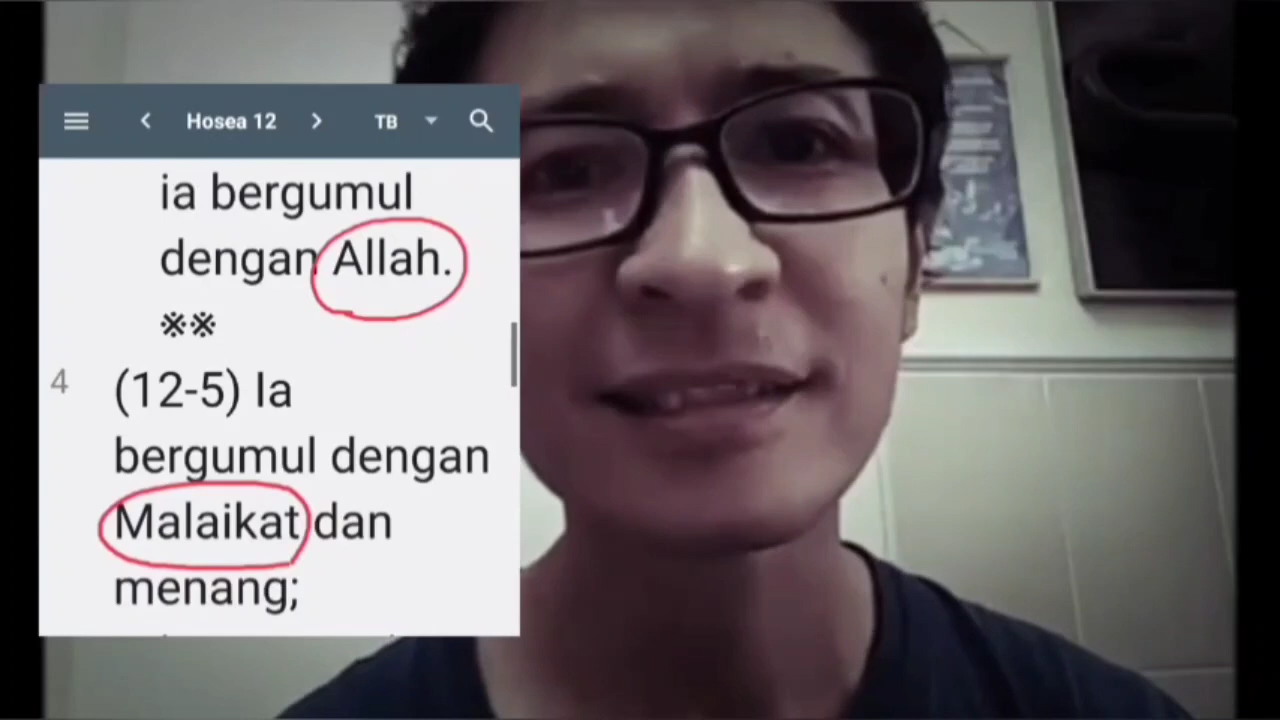 Hosea 12 TB
ia bergumul
dengan Allah.
※※
4 (12-5) Ia
bergumul dengan
Malaikat dan
menang;